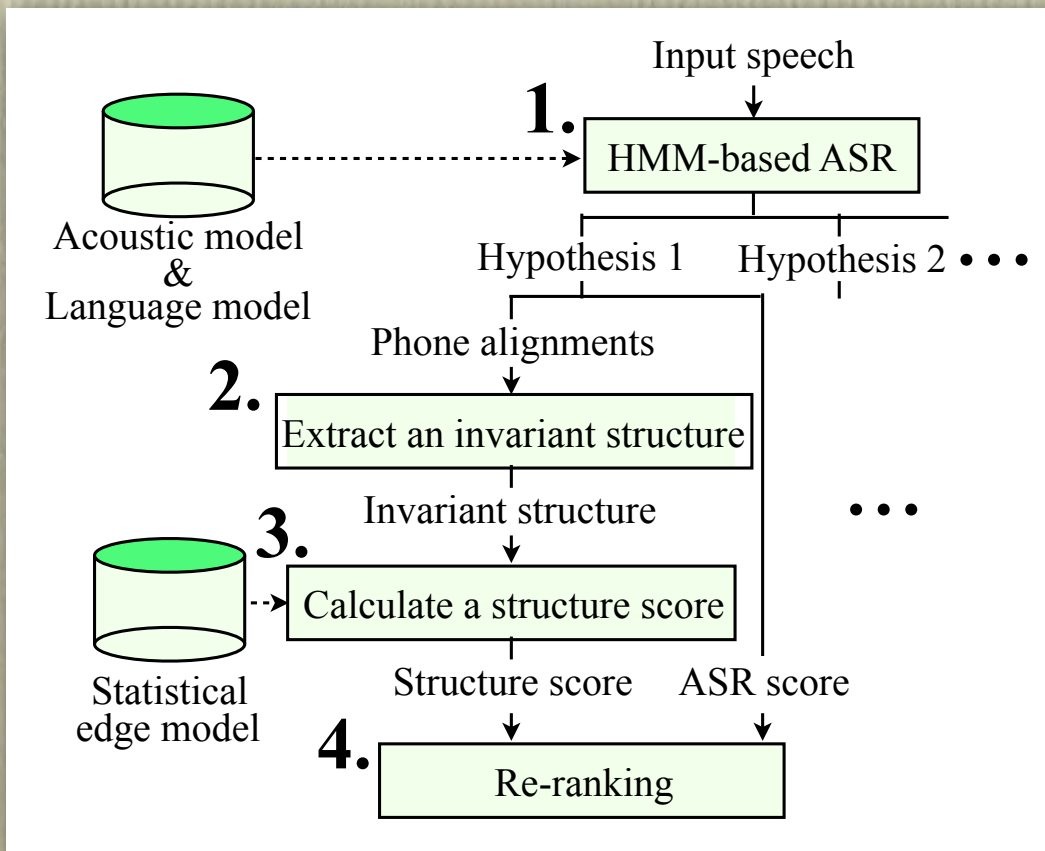 Input speech
1.
HMM-based ASR
Acoustic model
&
Language model
Hypothesis 1
Hypothesis 2
• • •
Phone alignments
2.
Extract an invariant structure
Invariant structure
• • •
3.
Calculate a structure score
Statistical
edge model
Structure score
ASR score
4.
Re-ranking